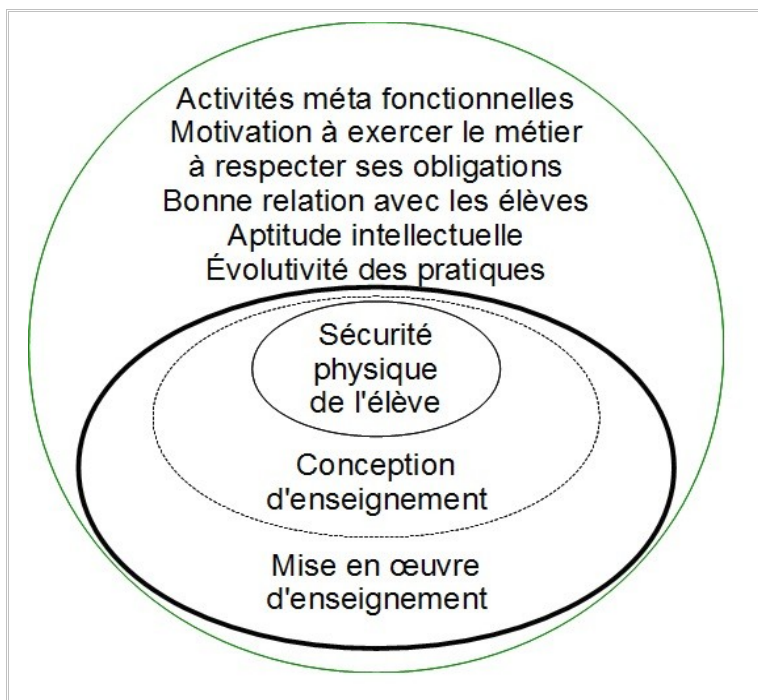 Activités méta fonctionnelles
Motivation à exercer le métier
à respecter ses obligations
Bonne relation avec les élèves
Aptitude intellectuelle
Évolutivité des pratiques
Sécurité
physique
de l'élève
Conception
d'enseignement
Mise en œuvre
d'enseignement